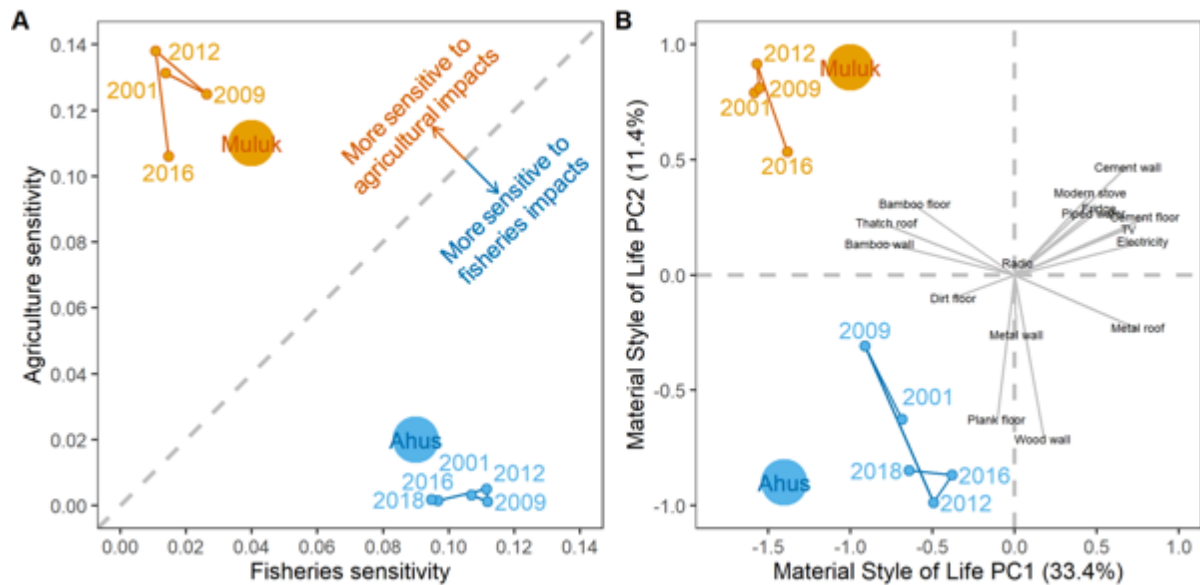 A
0.14
0.12
0.10
0.08
0.06
0.04
0.02
0.00
Agriculture sensitivity
2012
2001
2009
Muluk
2016
More sensitive to
agricultural impacts
More sensitive to
fisheries impacts
Ahus
2001
2012
2016
2018
2009
0.00
0.02
0.04
0.06
0.08
0.10
0.12
0.14
Fisheries sensitivity
B
1.0
0.5
0.0
-0.5
-1.0
Material Style of Life PC2 (11.4%)
2012
Muluk
2009
2001
2016
Cement wall
Modern stove
Bamboo floor
Fridge
Piped water
Cement floor
Thatch roof
TV
Bamboo wall
Electricity
Radio
Dirt floor
Metal roof
Metal wall
2009
2001
Plank floor
Wood wall
2018
2016
Ahus
2012
-1.5
-1.0
-0.5
0.0
0.5
1.0
Material Style of Life PC1 (33.4%)